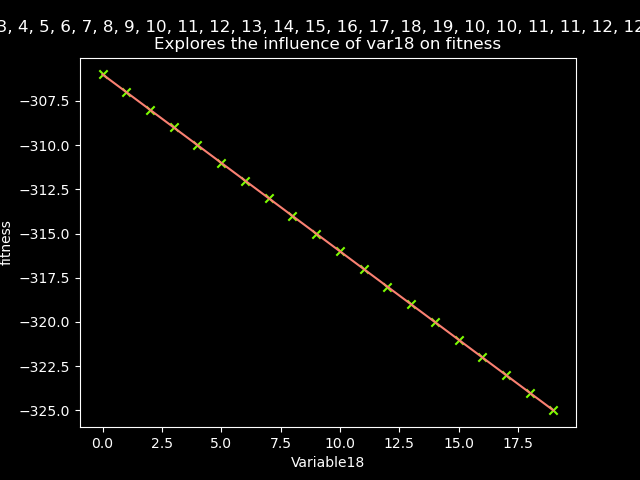 3, 4, 5, 6, 7, 8, 9, 10, 11, 12, 13, 14, 15, 16, 17, 18, 19, 10, 10, 11, 11, 12, 12
Explores the influence of var18 on fitness
−307.5
−310.0
−312.5
−315.0
−317.5
−320.0
−322.5
−325.0
fitness
0.0 2.5 5.0 7.5 10.0 12.5 15.0 17.5
Variable18